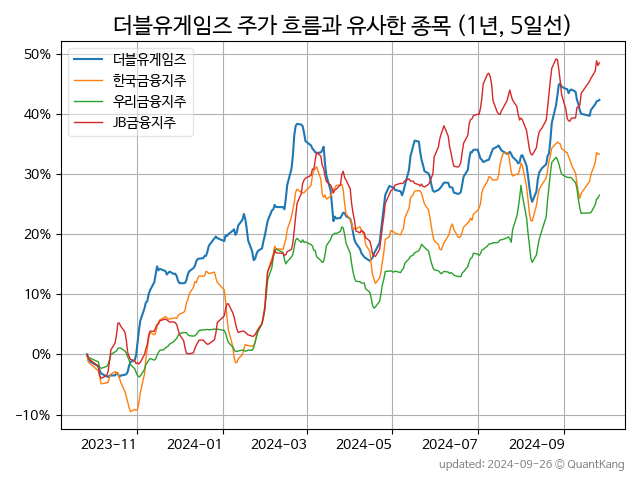 더블유게임즈 주가 흐름과 유사한 종목 (1년, 5일선)
50%
40%
30%
20%
10%
0%
-10%
더블유게임즈
한국금융지주
우리금융지주
JB금융지주
2023-11
2024-01
2024-03
2024-05
2024-07
2024-09
updated: 2024-09-26 © QuantKang